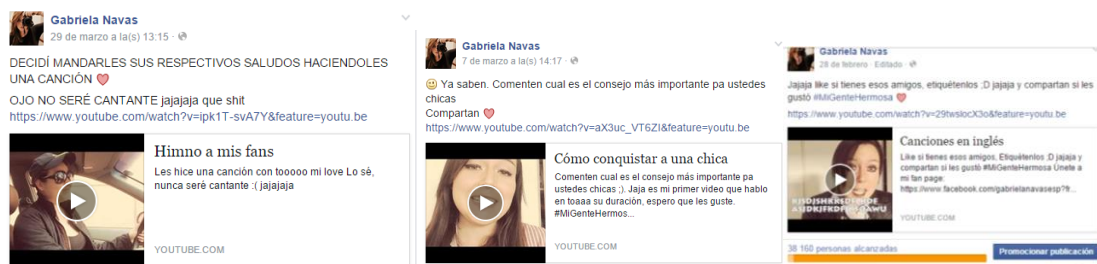 Gabriela Navas
29 de marzo a la(s) 13:15 ·
DECIDÍ MANDARLES SUS RESPECTIVOS SALUDOS HACIENDOLES
UNA CANCIÓN
OJO NO SERÉ CANTANTE jajajaja que shit
https://www.youtube.com/watch?v=ipk1T-svA7Y&feature=youtu.be
Himno a mis fans
Les hice una canción con tooooo mi love Lo sé,
nunca seré cantante :( jajajaja
YOUTUBE.COM
Gabriela Navas
7 de marzo a la(s) 14:17 ·
Ya saben. Comenten cual es el consejo más importante pa ustedes
chicas
Compartan
https://www.youtube.com/watch?v=aX3uc_VT6ZI&feature=youtu.be
Cómo conquistar a una chica
Comenten cual es el consejo más importante pa
ustedes chicas ;). Jaja es mi primer video que hablo
en toaaa su duración, espero que les guste.
#MiGenteHermos...
YOUTUBE.COM
Gabriela Navas
28 de febrero · Editado ·
Jajaja like si tienes esos amigos, etiquétenlos ;D jajaja y compartan si les
gustó #MiGenteHermosa
https://www.youtube.com/watch?v=29twslocX3o&feature=youtu.be
Canciones en inglés
Like si tienes esos amigos, Etiquétenlos ;D jajaja y
compartan si les gustó #MiGenteHermosa Únete a
mi fan page:
https://www.facebook.com/gabrielanavasesp?fr...
YOUTUBE.COM
38 160 personas alcanzadas
Promocionar publicación